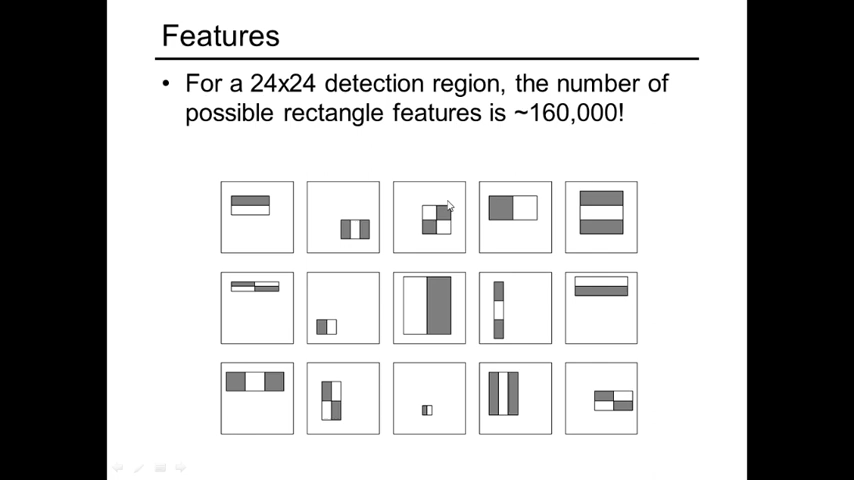 Features
• For a 24x24 detection region, the number of
possible rectangle features is ~160,000!